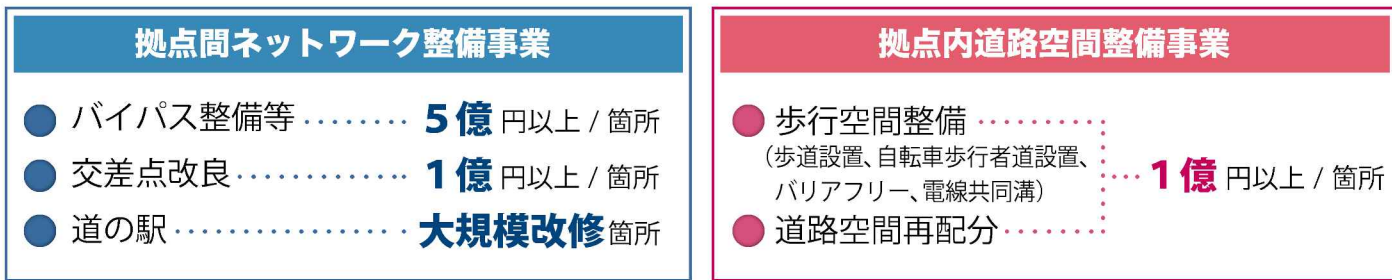 拠点間ネットワーク整備事業
バイパス整備等 ········ 5億円以上 / 箇所
交差点改良 ············· 1億円以上 / 箇所
道の駅 ················· 大規模改修箇所
拠点内道路空間整備事業
歩行空間整備 ··········
（歩道設置、自転車歩行者道設置、
バリアフリー、電線共同溝）
···· 1億円以上 / 箇所
道路空間再配分 ········